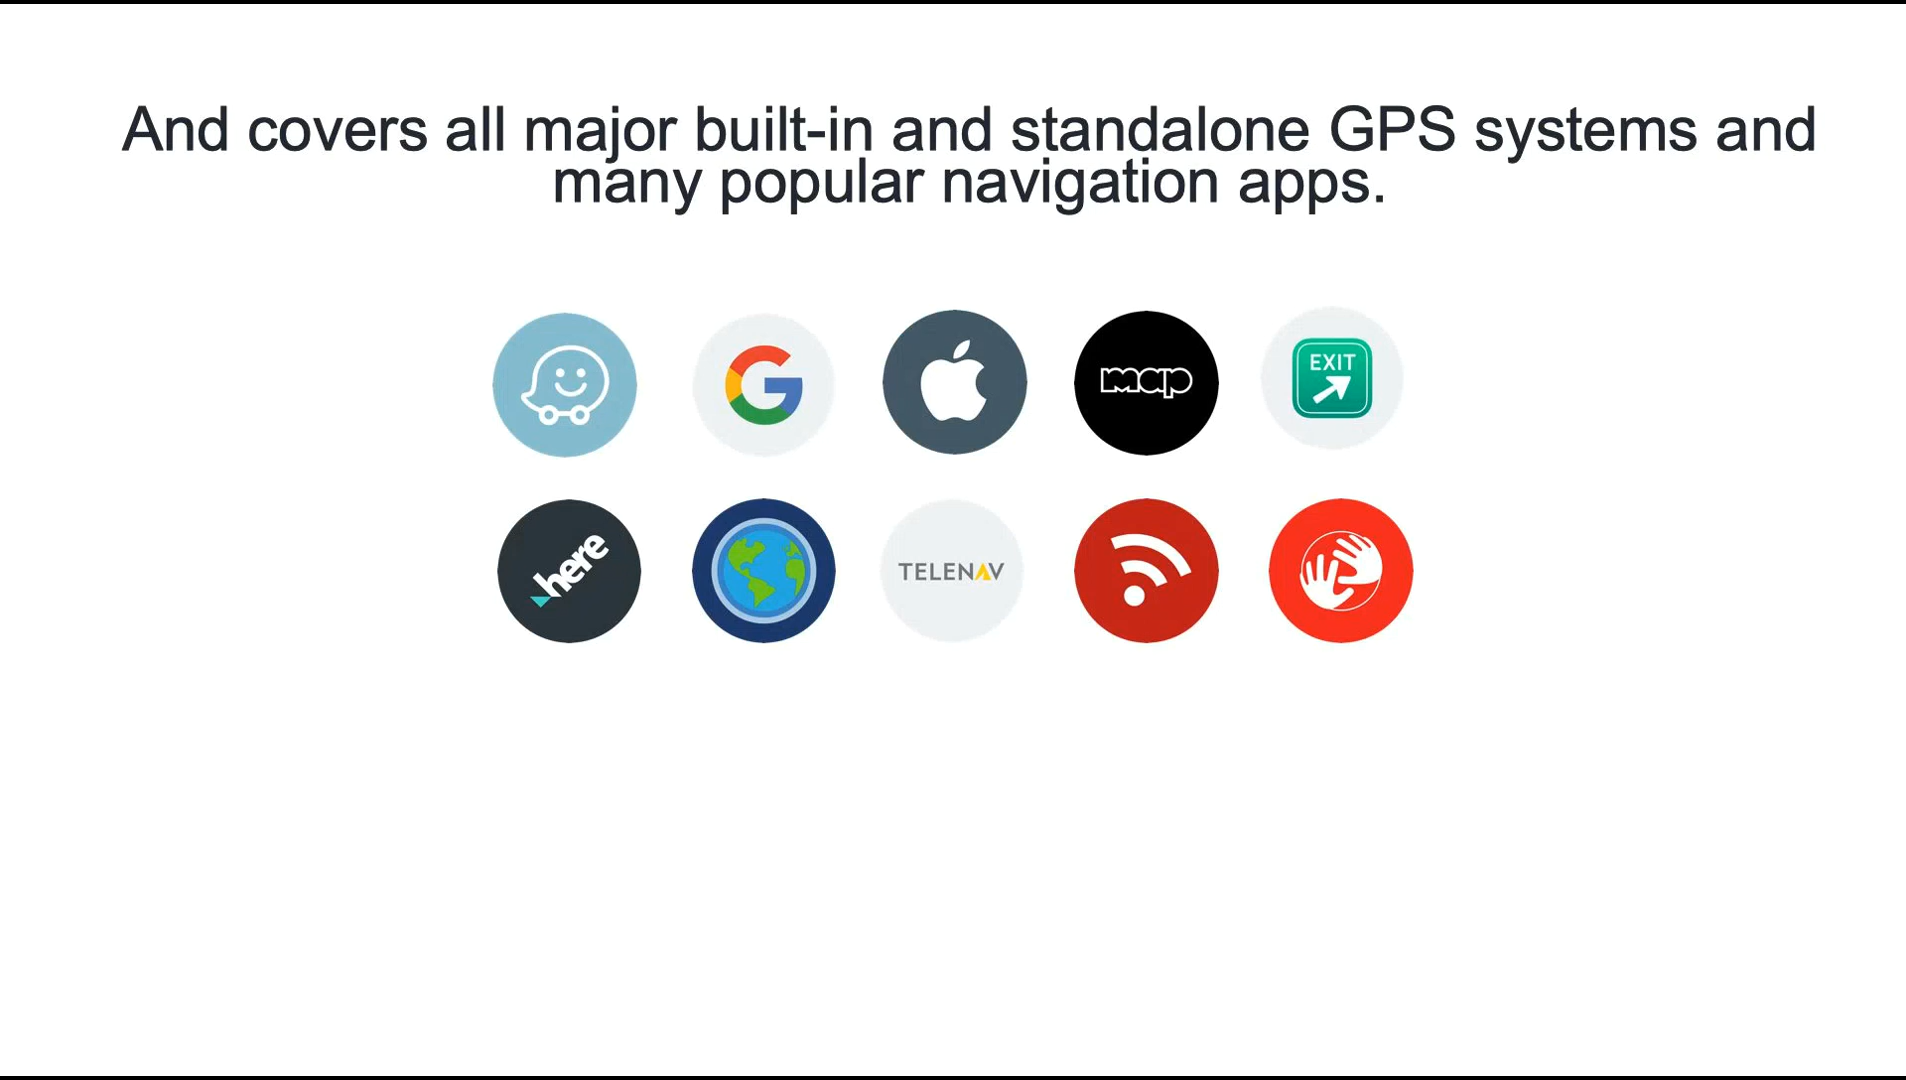 And covers all major built-in and standalone GPS systems and
many popular navigation apps.
map
EXIT
here
TELENAV